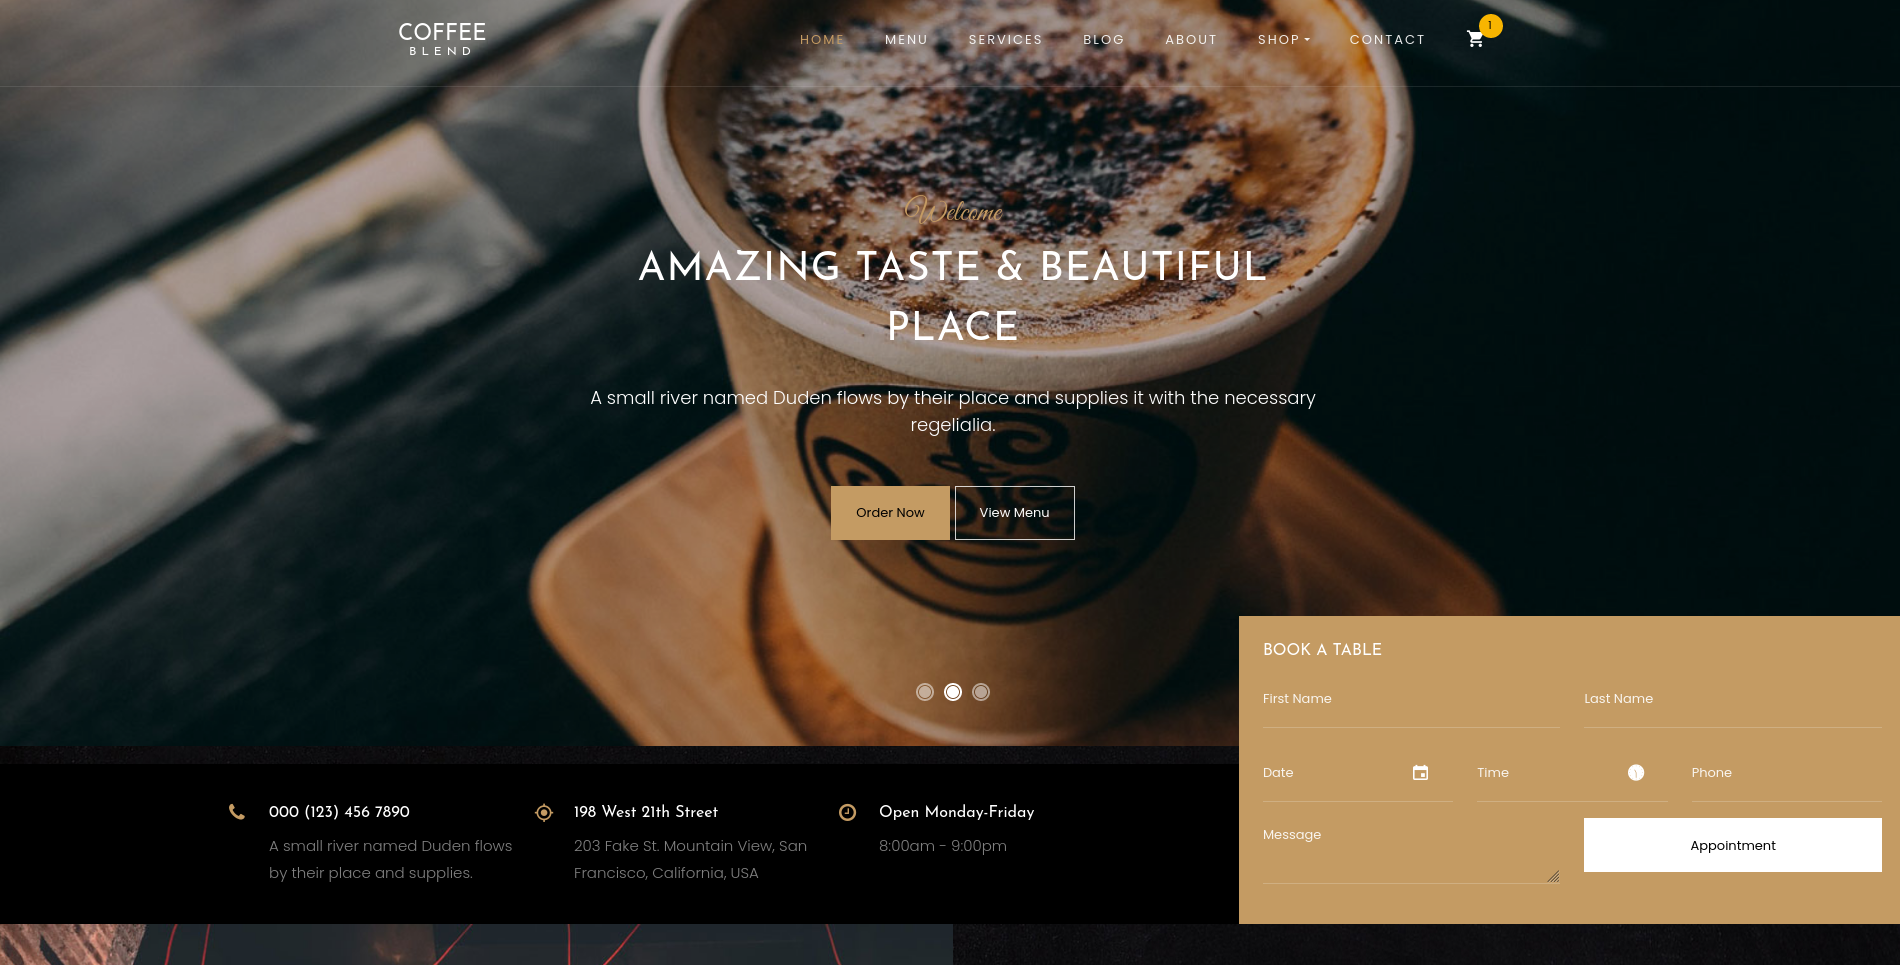 COFFEE
BLEND
HOME MENU SERVICES BLOG ABOUT SHOP CONTACT 1
Welcome
AMAZING TASTE & BEAUTIFUL
PLACE
A small river named Duden flows by their place and supplies it with the necessary
regelialia.
Order Now View Menu
BOOK A TABLE
First Name Last Name
Date Time Phone
Message
Appointment
000 (123) 456 7890
A small river named Duden flows
by their place and supplies.
198 West 21th Street
203 Fake St. Mountain View, San
Francisco, California, USA
Open Monday-Friday
8:00am - 9:00pm